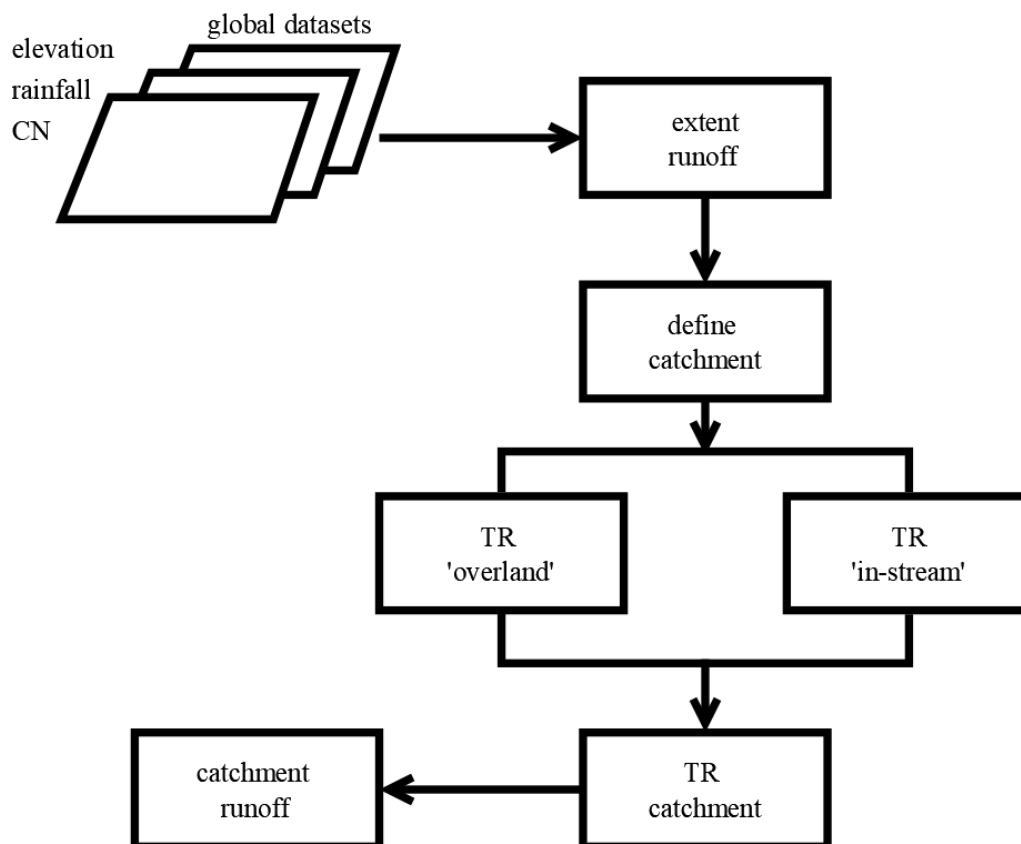 global datasets
elevation
rainfall
CN
extent
runoff
define
catchment
TR
'overland'
TR
'in-stream'
catchment
runoff
TR
catchment